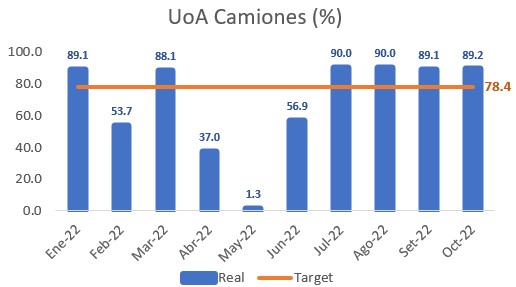 UoA Camiones (%)
100.0
80.0
60.0
40.0
20.0
0.0
89.1
53.7
88.1
37.0
1.3
56.9
90.0
90.0
89.1
89.2
78.4
Ene-22
Feb-22
Mar-22
Abr-22
May-22
Jun-22
Jul-22
Ago-22
Set-22
Oct-22
Real
Target